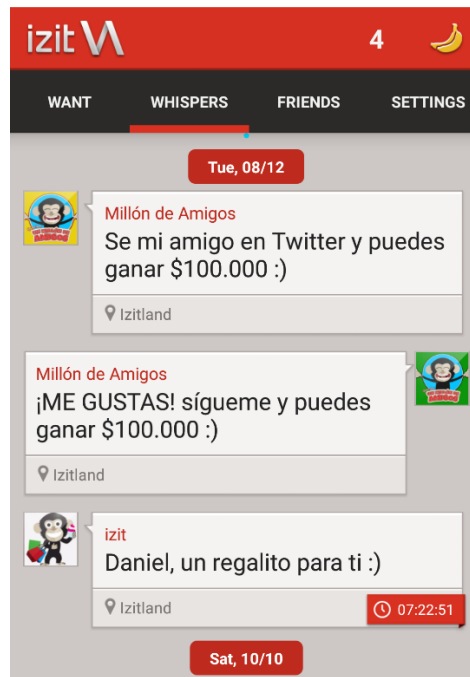 izit
4
WANT WHISPERS FRIENDS SETTINGS
Tue, 08/12
Millón de Amigos
Se mi amigo en Twitter y puedes
ganar $100.000 :)
Izitland
Millón de Amigos
¡ME GUSTAS! sígueme y puedes
ganar $100.000 :)
Izitland
izit
Daniel, un regalito para ti :)
Izitland
07:22:51
Sat, 10/10